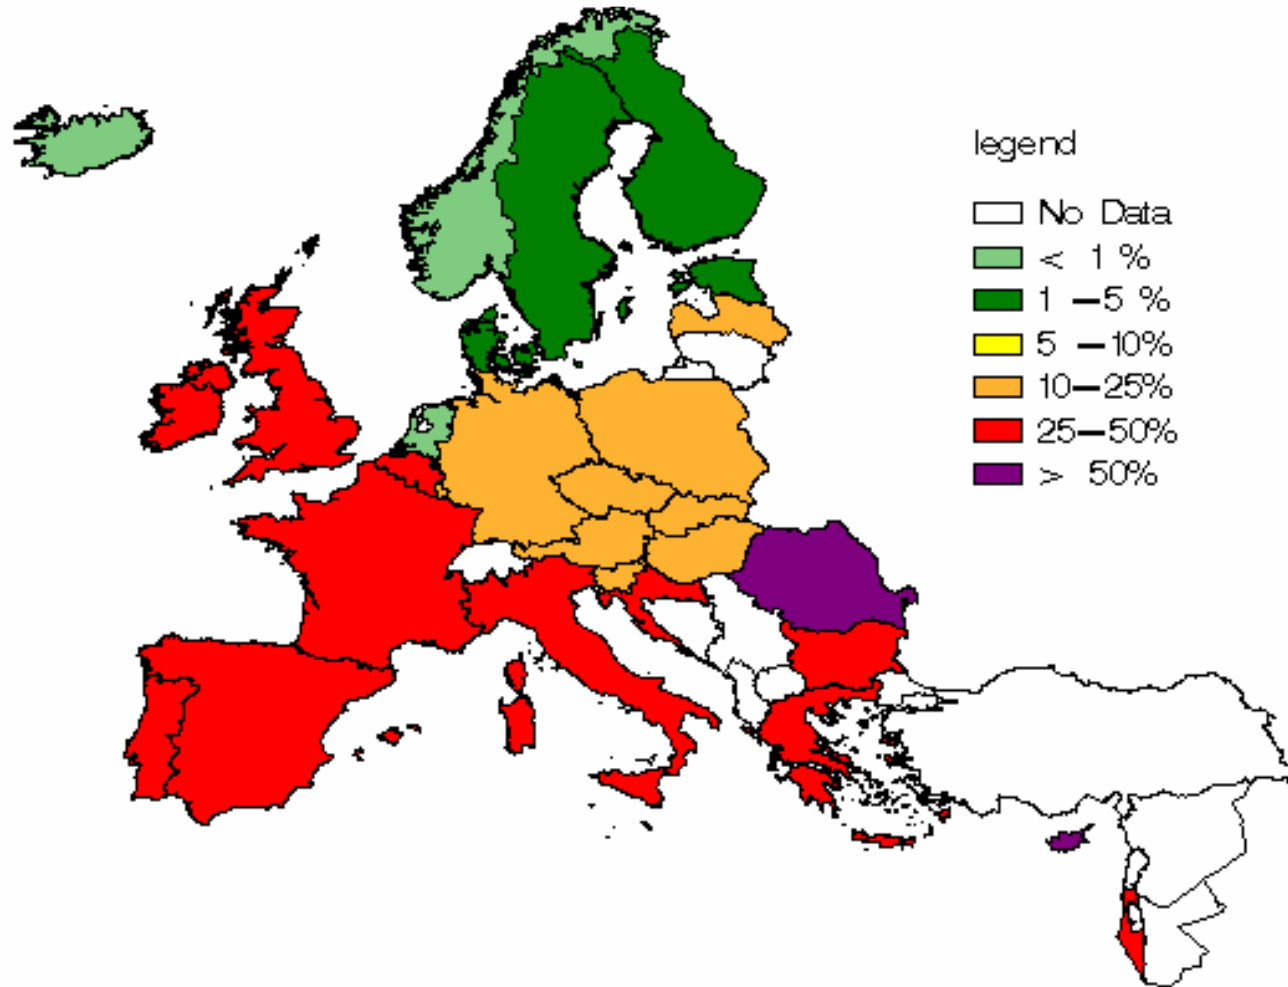 legend
No Data
< 1 %
1 –5 %
5 –10%
10–25%
25–50%
> 50%